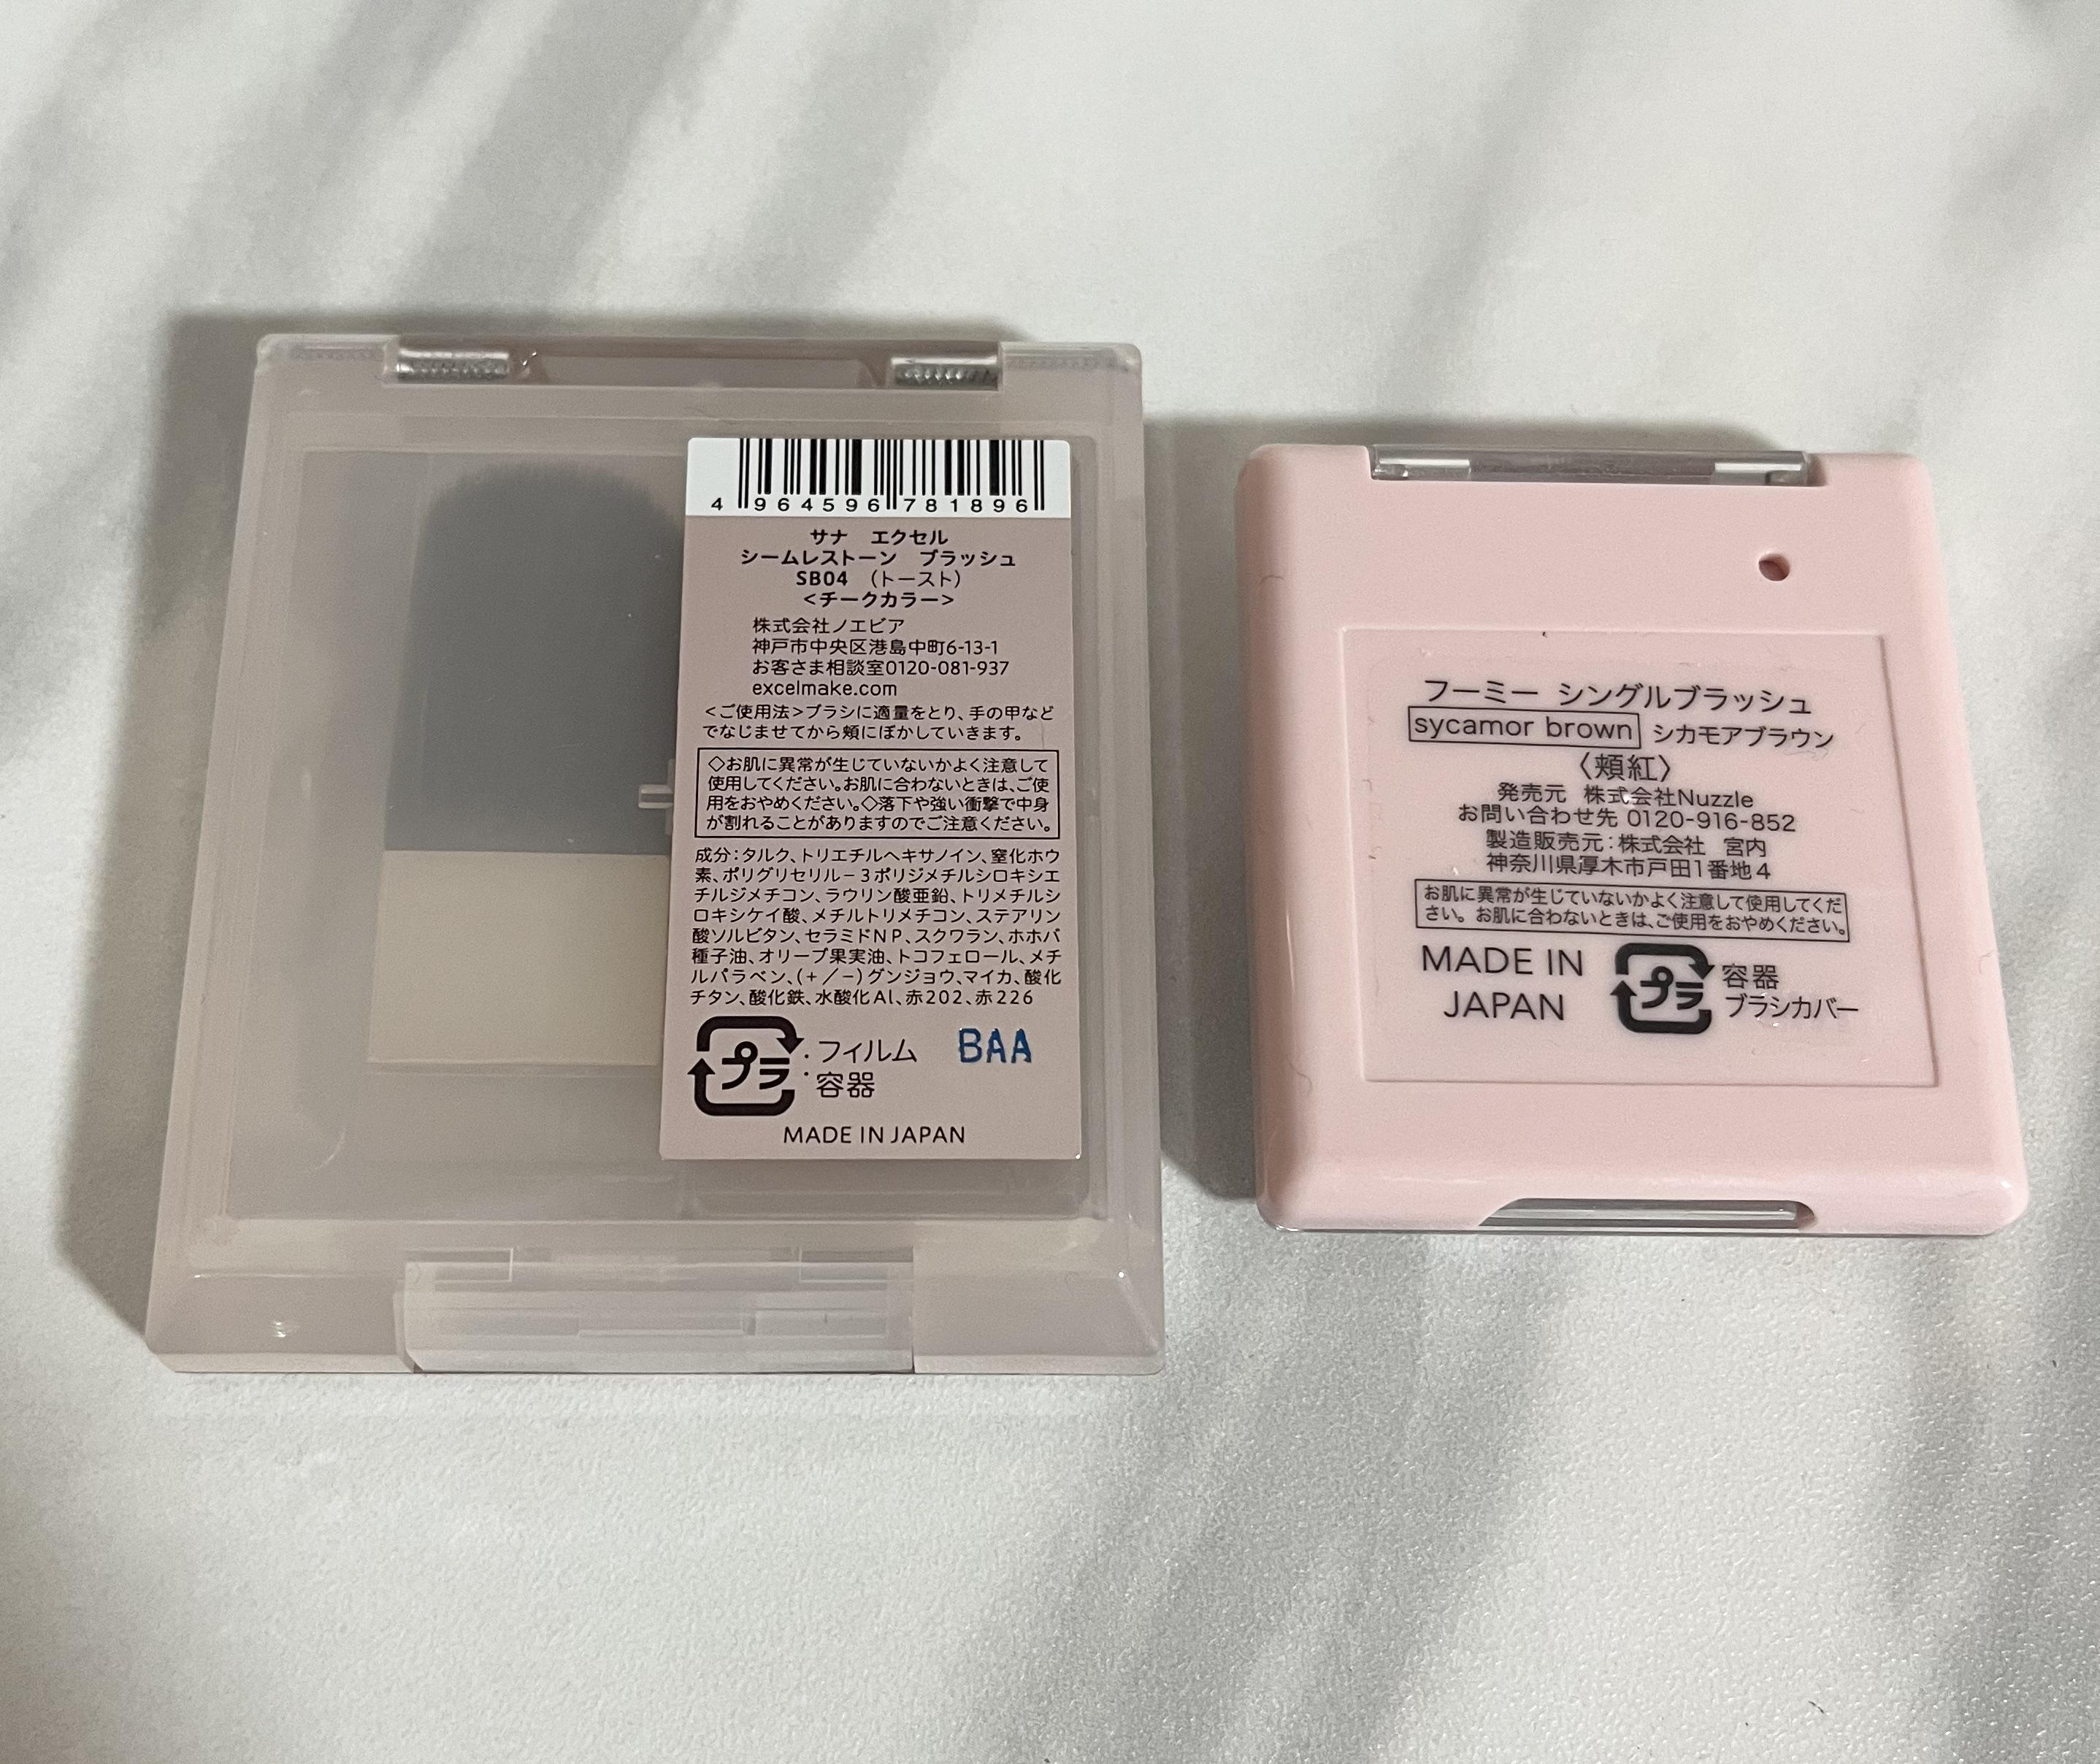 4 964596 781896
サナ エクセル
シームレストーン ブラッシュ
SB04 （トースト）
<チークカラー>
株式会社ノエビア
神戸市中央区港島中町6-13-1
お客さま相談室0120-081-937
excelmake.com
<ご使用法>ブラシに適量をとり、手の甲など
でなじませてから頬にぼかしていきます。
◇お肌に異常が生じていないかよく注意して
使用してください。お肌に合わないときは、ご使
用をおやめください。◇落下や強い衝撃で中身
が割れることがありますのでご注意ください。
成分：タルク、トリエチルヘキサノイン、窒化ホウ
素、ポリグリセリル－3ポリジメチルシロキシエ
チルジメチコン、ラウリン酸亜鉛、トリメチルシ
ロキシケイ酸、メチルトリメチコン、ステアリン
酸ソルビタン、セラミドNP、スクワラン、ホホバ
種子油、オリーブ果実油、トコフェロール、メチ
ルパラベン、(＋／－)グンジョウ、マイカ、酸化
チタン、酸化鉄、水酸化Al、赤202、赤226
プラ
：フィルム
：容器
BAA
MADE IN JAPAN
フーミー シングルブラッシュ
sycamor brown シカモアブラウン
〈頬紅〉
発売元 株式会社Nuzzle
お問い合わせ先 0120-916-852
製造販売元：株式会社 宮内
神奈川県厚木市戸田1番地4
お肌に異常が生じていないかよく注意して使用してくだ
さい。お肌に合わないときは、ご使用をおやめください。
MADE IN
JAPAN
プラ
容器
ブラシカバー